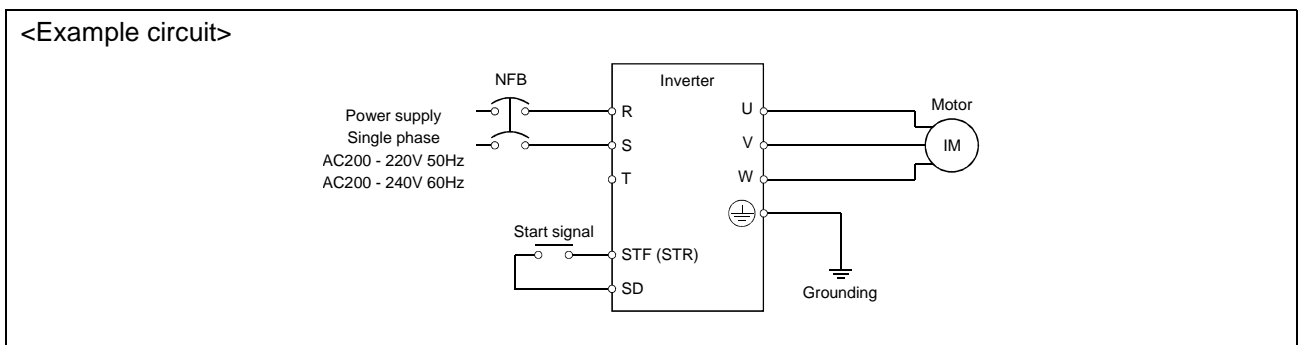 <Example circuit>
NFB
Inverter
Power supply
Single phase
AC200 - 220V 50Hz
AC200 - 240V 60Hz
R
S
T
U
V
W
Motor
IM
Start signal
STF (STR)
SD
Grounding